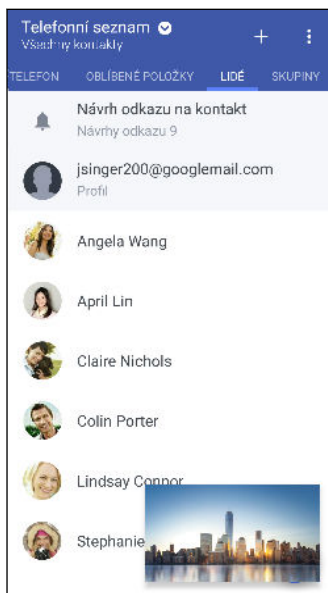 Telefonní seznam
Všechny kontakty
TELEFON
OBLÍBENÉ POLOŽKY
LIDÉ
SKUPINY
Návrh odkazu na kontakt
Návrhy odkazu 9
jsinger200@googlemail.com
Profil
Angela Wang
April Lin
Claire Nichols
Colin Porter
Lindsay Connor
Stephanie